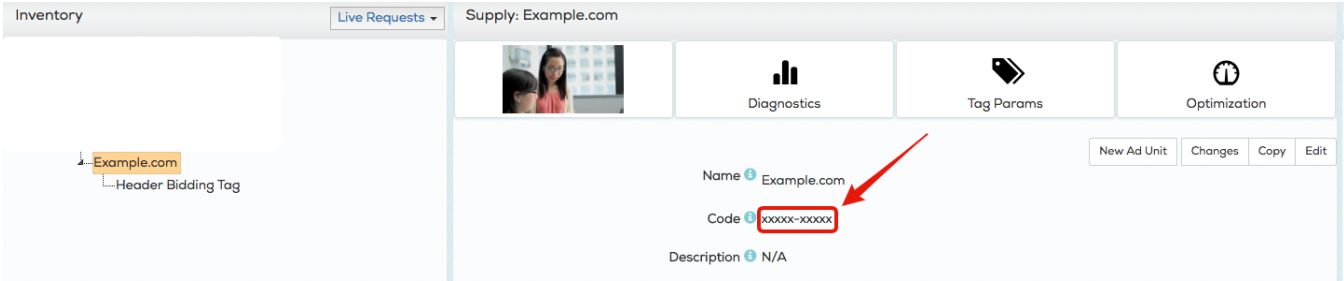 Inventory
Live Requests
Supply: Example.com
Diagnostics
Tag Params
Optimization
Example.com
Header Bidding Tag
New Ad Unit
Changes
Copy
Edit
Name Example.com
Code xxxxx-xxxxx
Description N/A